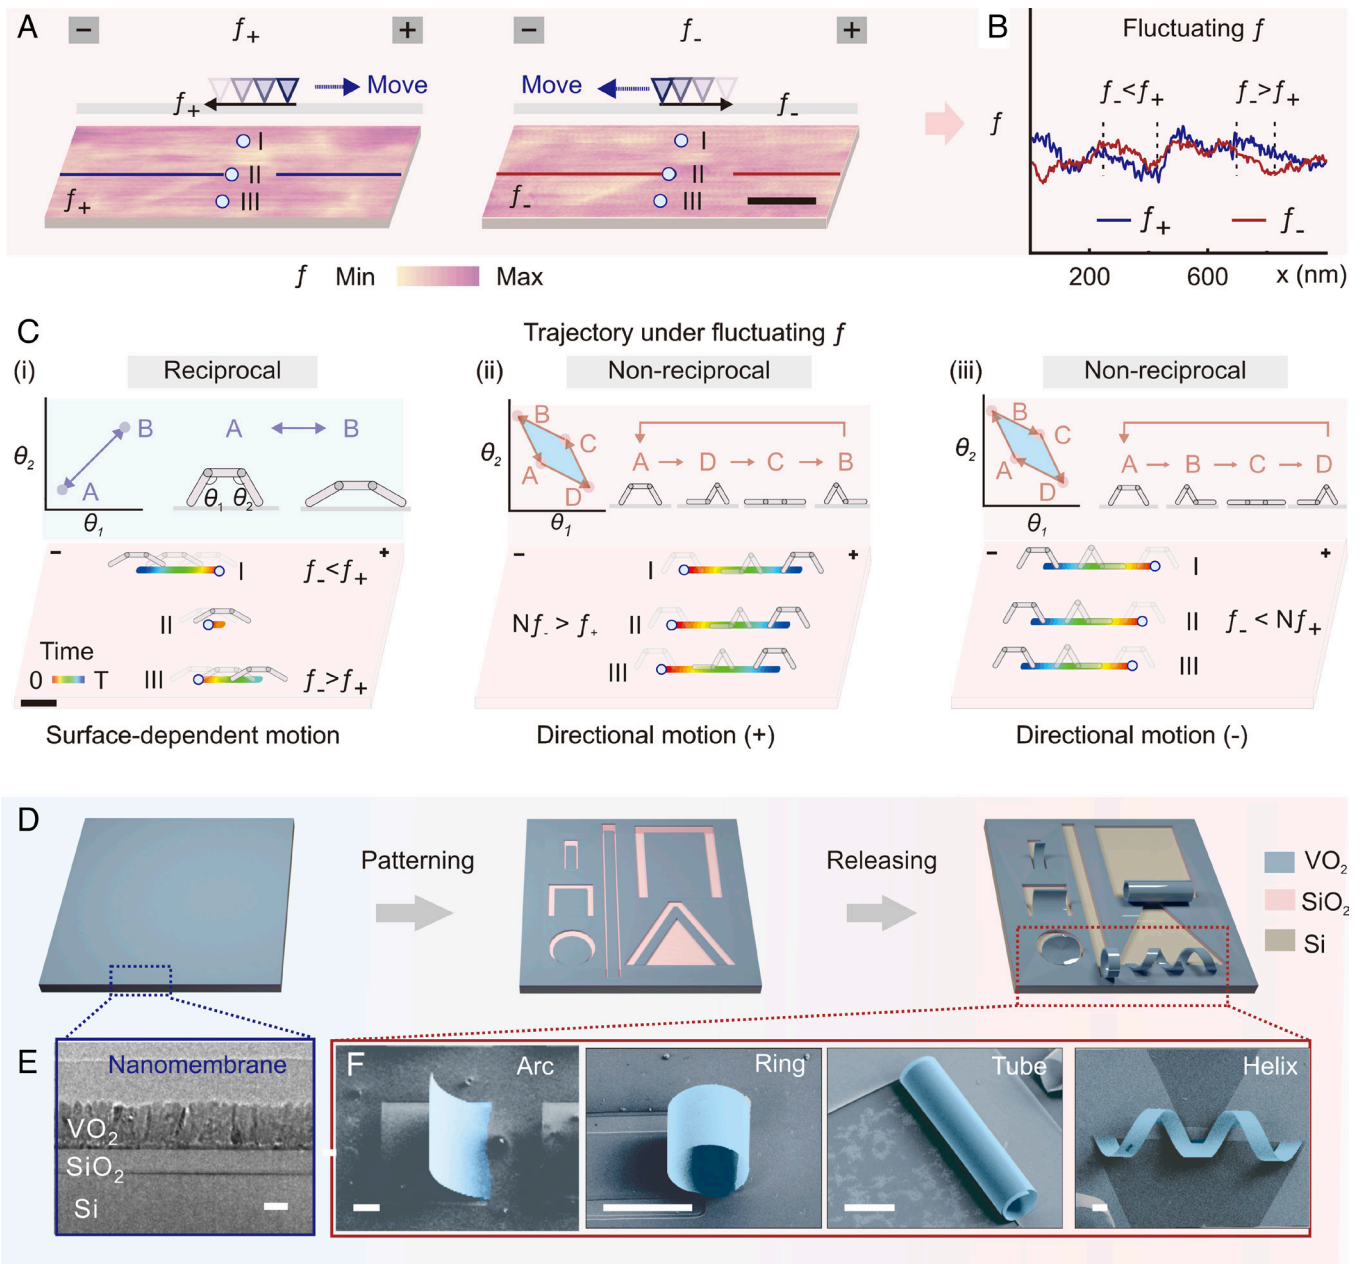 A
− f₊ +
− f₋ +
B
Fluctuating f
Move
Move
f₊
f₋
f₋<f₊ f₋>f₊
f
I
II
III
f₊
I
II
III
f₋
f₊ f₋
200 600 x (nm)
f Min Max
C
Trajectory under fluctuating f
(i) Reciprocal
(ii) Non-reciprocal
(iii) Non-reciprocal
θ₂
B
A
θ₁
A B
θ₁ θ₂
θ₂
B
C
A
D
θ₁
A D C B
θ₂
B
C
A
D
θ₁
A B C D
− +
I f₋<f₊
II
Time
0 T
III f₋>f₊
− +
I
Nf₋ > f₊ II
III
− +
I
II f₋ < Nf₊
III
Surface-dependent motion
Directional motion (+)
Directional motion (-)
D
Patterning
Releasing
VO₂
SiO₂
Si
E
Nanomembrane
VO₂
SiO₂
Si
F
Arc
Ring
Tube
Helix